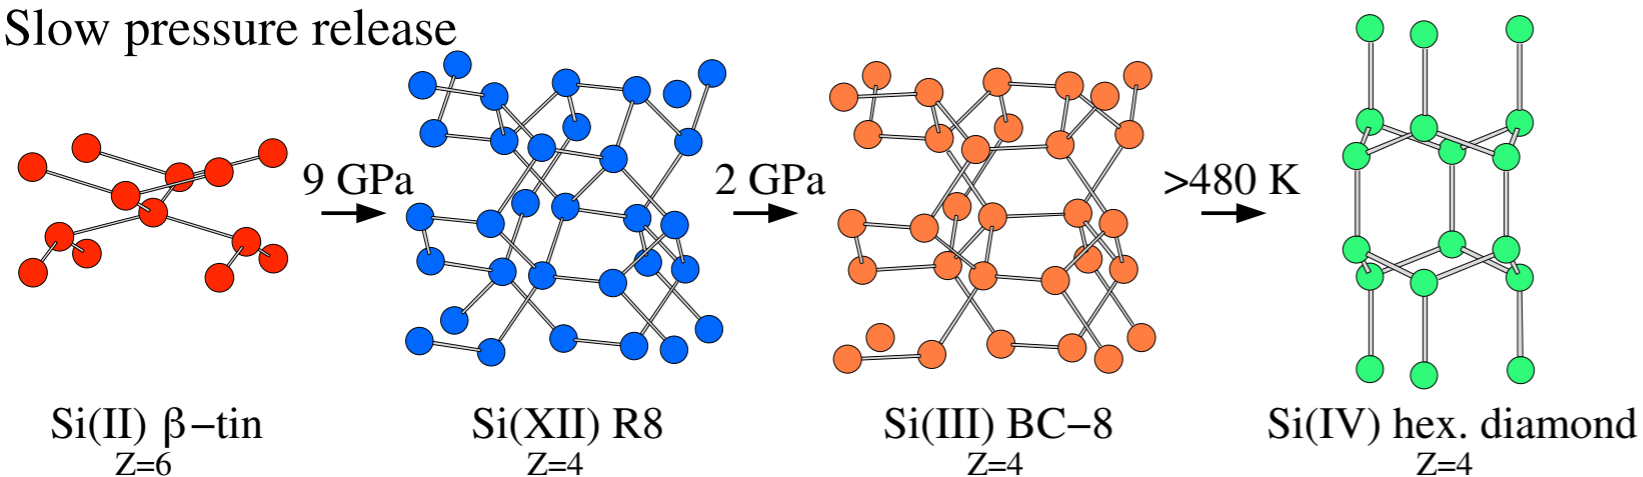 Slow pressure release
9 GPa
2 GPa
>480 K
Si(II) β−tin
Si(XII) R8
Si(III) BC−8
Si(IV) hex. diamond
Z=6
Z=4
Z=4
Z=4